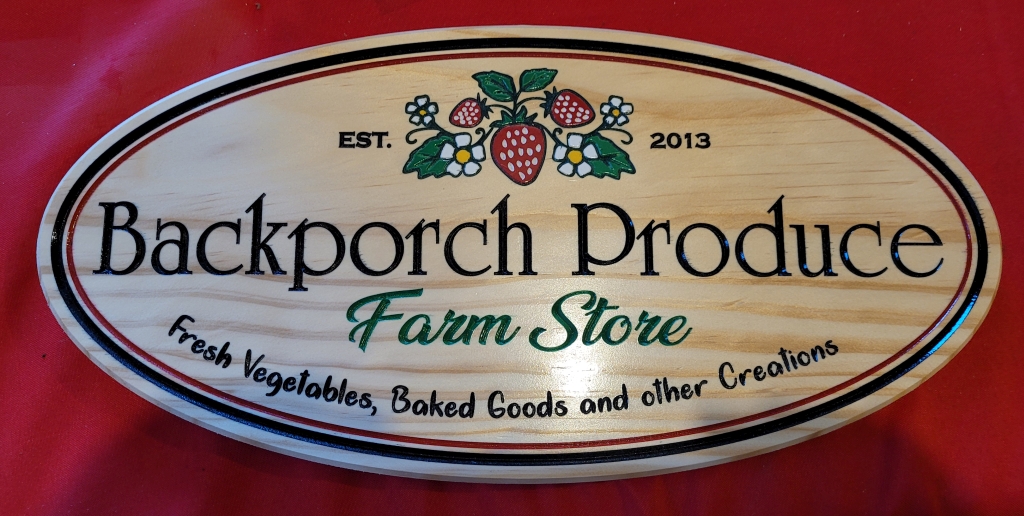 EST. 2013
Backporch Produce
Farm Store
Fresh Vegetables, Baked Goods and other Creations